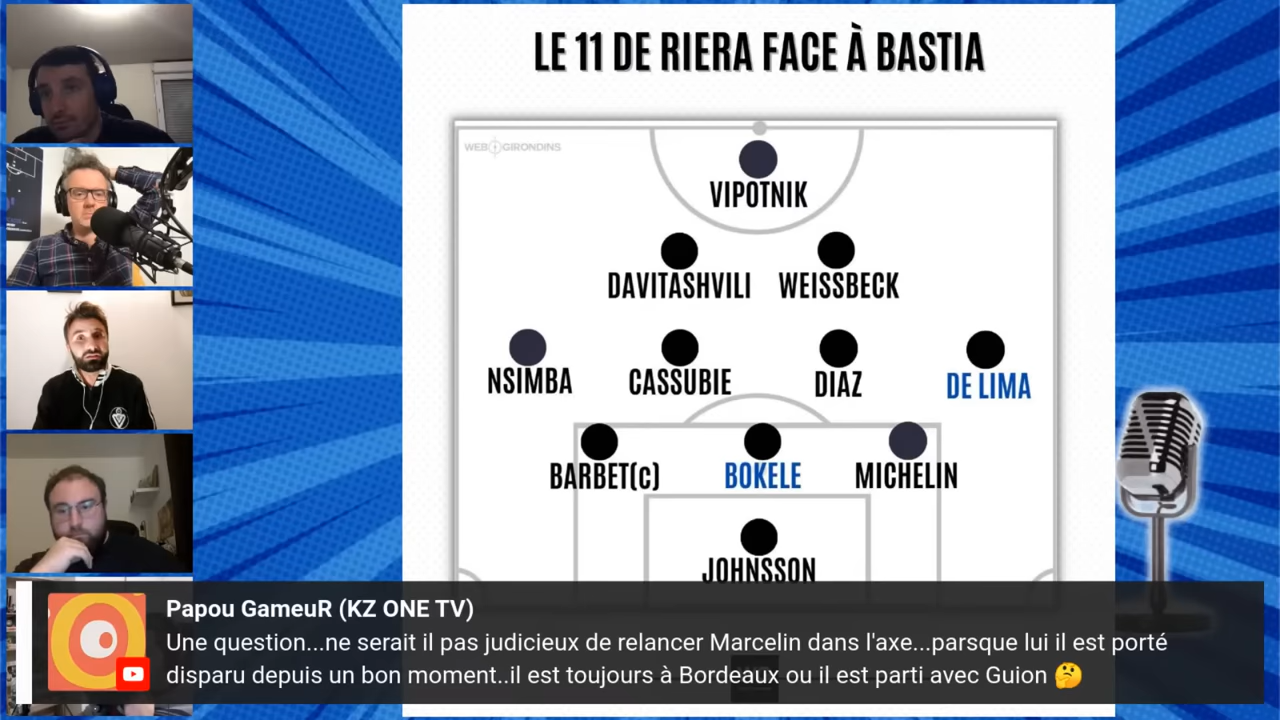 LE 11 DE RIERA FACE À BASTIA
WEB GIRONDINS
VIPOTNIK
DAVITASHVILI WEISSBECK
NSIMBA CASSUBIE DIAZ DE LIMA
BARBET(c) BOKELE MICHELIN
JOHNSSON
Papou GameuR (KZ ONE TV)
Une question...ne serait il pas judicieux de relancer Marcelin dans l'axe...parsque lui il est porté
disparu depuis un bon moment..il est toujours à Bordeaux ou il est parti avec Guion 🤔